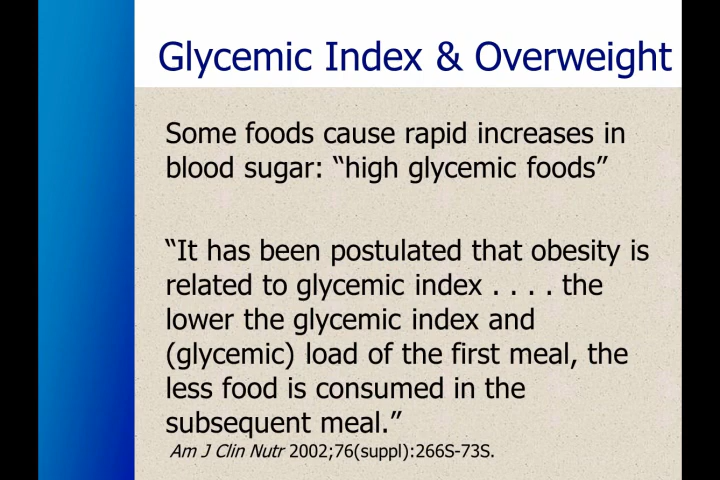 Glycemic Index & Overweight
Some foods cause rapid increases in
blood sugar: “high glycemic foods”
“It has been postulated that obesity is
related to glycemic index . . . . the
lower the glycemic index and
(glycemic) load of the first meal, the
less food is consumed in the
subsequent meal.”
Am J Clin Nutr 2002;76(suppl):266S-73S.